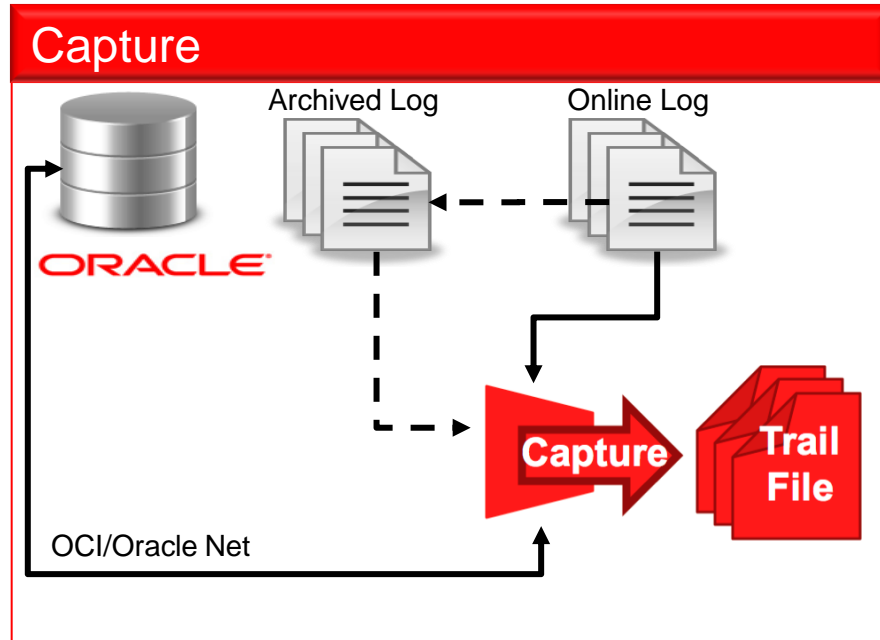 Capture
Archived Log
Online Log
ORACLE®
Capture
Trail
File
OCI/Oracle Net